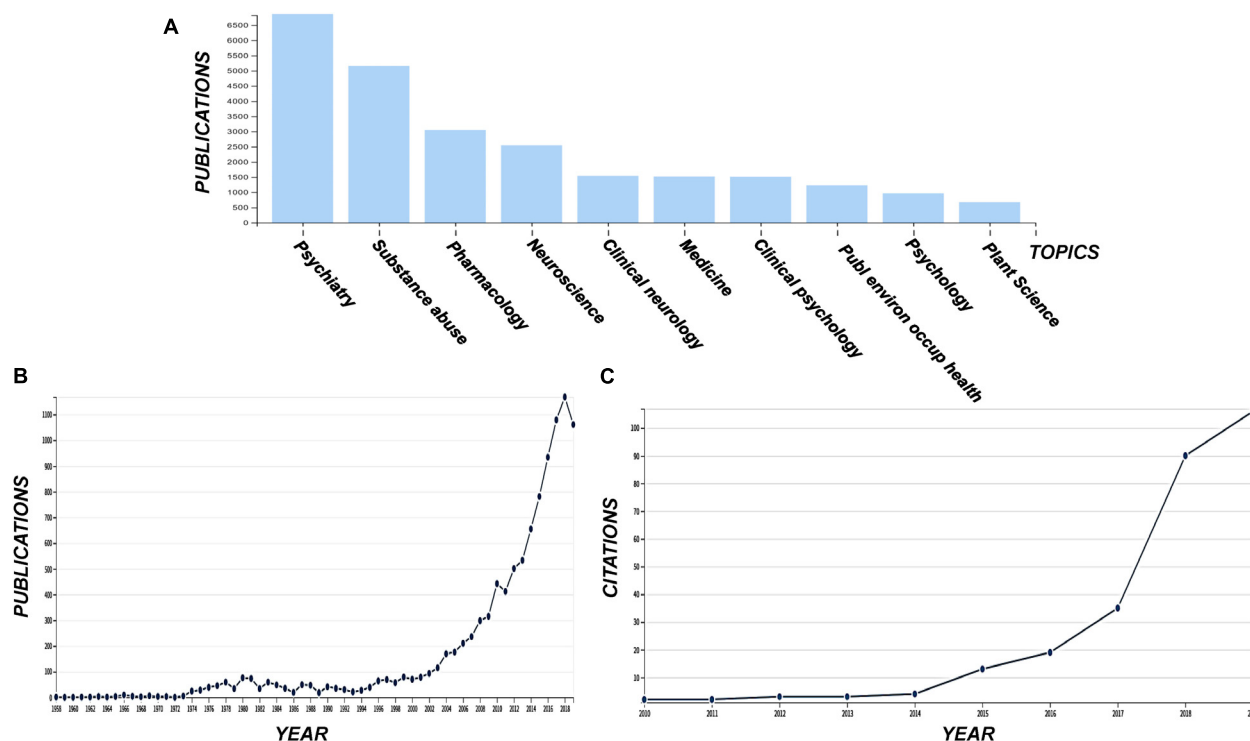 A
PUBLICATIONS
6500
6000
5500
5000
4500
4000
3500
3000
2500
2000
1500
1000
500
0
Psychiatry
Substance abuse
Pharmacology
Neuroscience
Clinical neurology
Medicine
Clinical psychology
Publ environ occup health
Psychology
Plant Science
TOPICS
B
PUBLICATIONS
1100
1000
900
800
700
600
500
400
300
200
100
0
1958 1960 1962 1964 1966 1968 1970 1972 1974 1976 1978 1980 1982 1984 1986 1988 1990 1992 1994 1996 1998 2000 2002 2004 2006 2008 2010 2012 2014 2016 2018
YEAR
C
CITATIONS
100
90
80
70
60
50
40
30
20
10
2010 2011 2012 2013 2014 2015 2016 2017 2018
YEAR